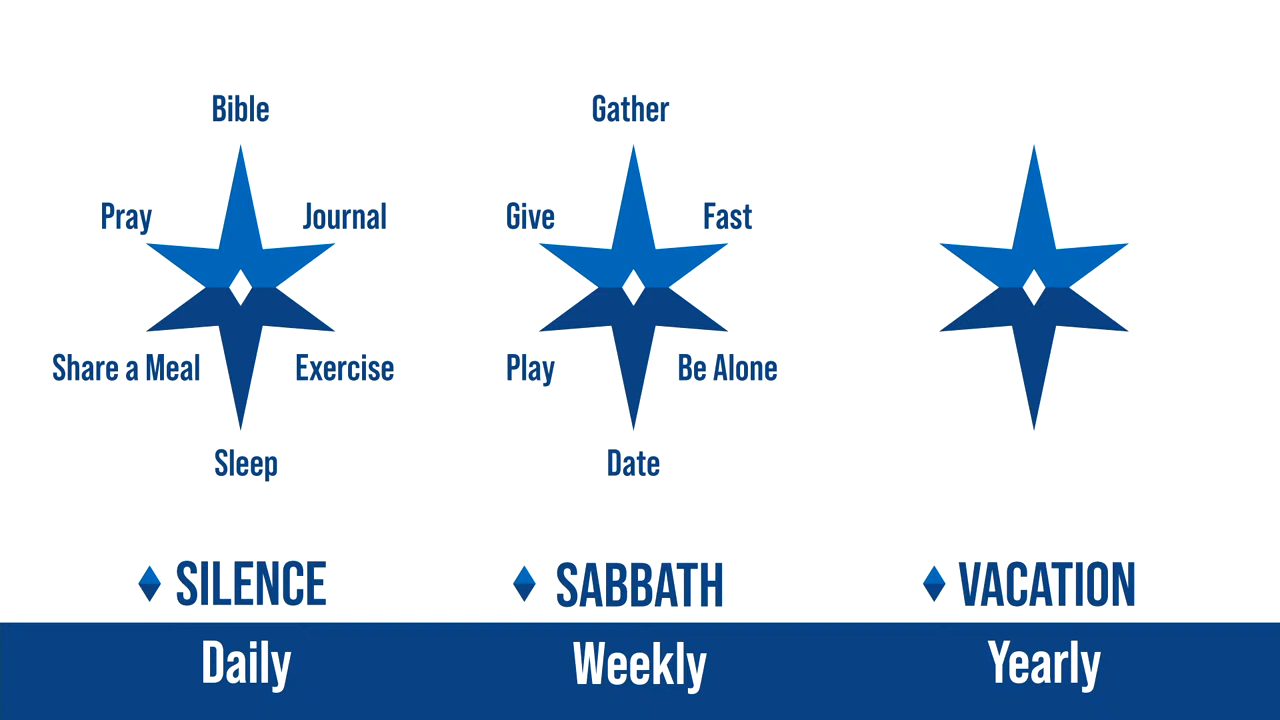 Bible
Pray
Journal
Share a Meal
Exercise
Sleep
SILENCE
Daily
Gather
Give
Fast
Play
Be Alone
Date
SABBATH
Weekly
VACATION
Yearly